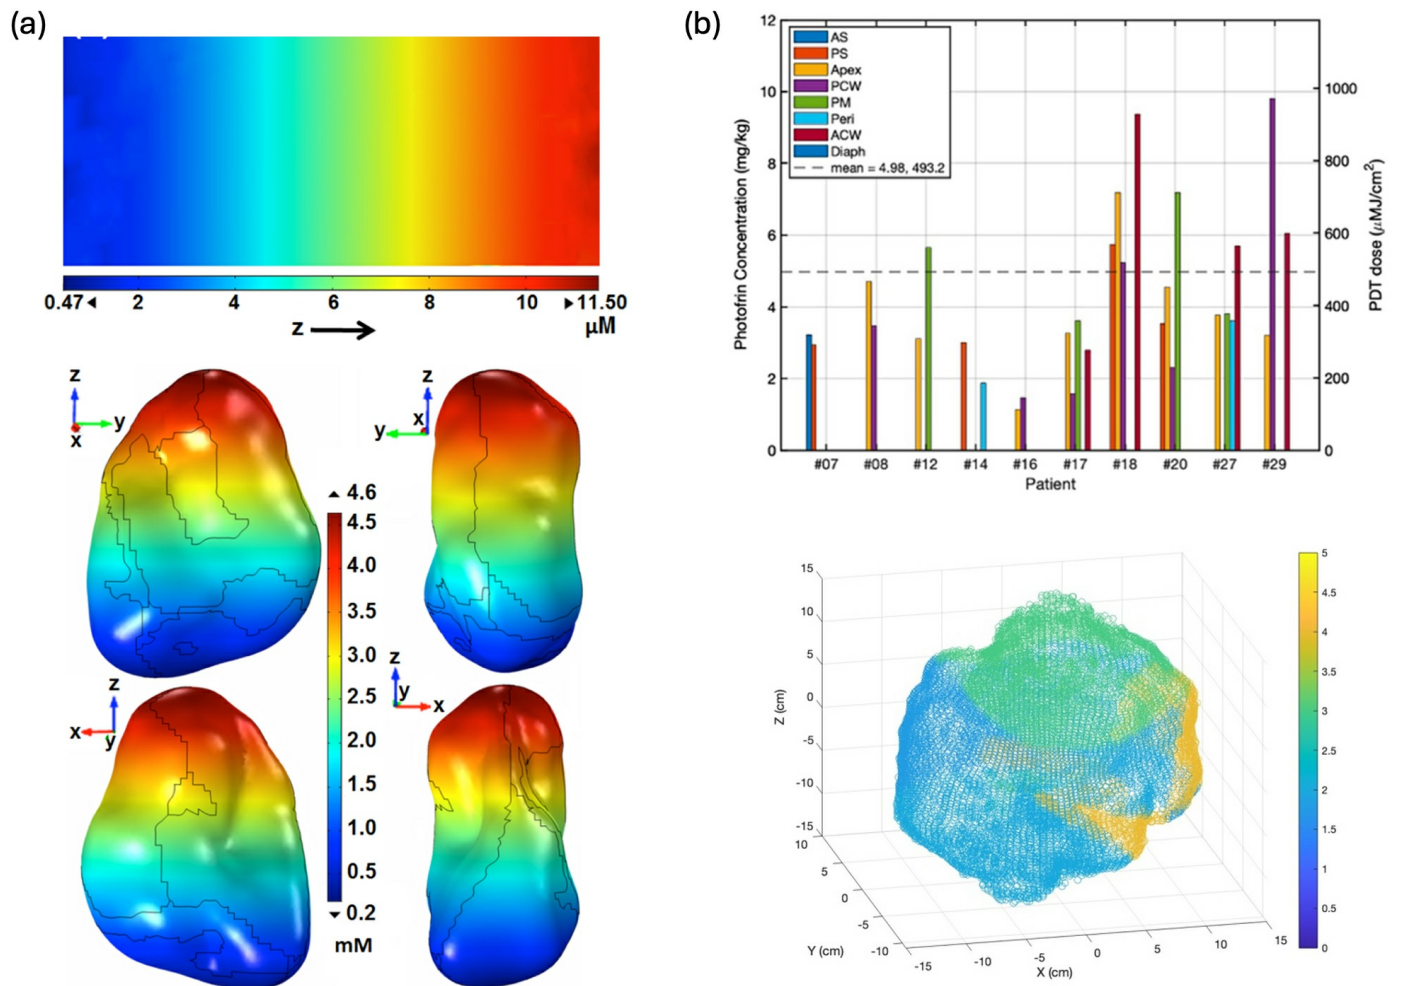 (a)
0.47 ◄ 2 4 6 8 10 ► 11.50
z
μM
z
y
x
z
x
y
4.6
4.5
4.0
3.5
3.0
2.5
2.0
1.5
1.0
0.5
0.2
mM
z
x
y
z
y
x
(b)
12
10
8
6
4
2
0
Photofrin Concentration (mg/kg)
AS
PS
Apex
PCW
PM
Peri
ACW
Diaph
mean = 4.98, 493.2
1000
800
600
400
200
0
PDT dose (μMJ/cm²)
#07 #08 #12 #14 #16 #17 #18 #20 #27 #29
Patient
15
10
5
0
-5
-10
-15
Z (cm)
10
5
0
-5
-10
Y (cm)
-15 -10 -5 0 5 10 15
X (cm)
5
4.5
4
3.5
3
2.5
2
1.5
1
0.5
0